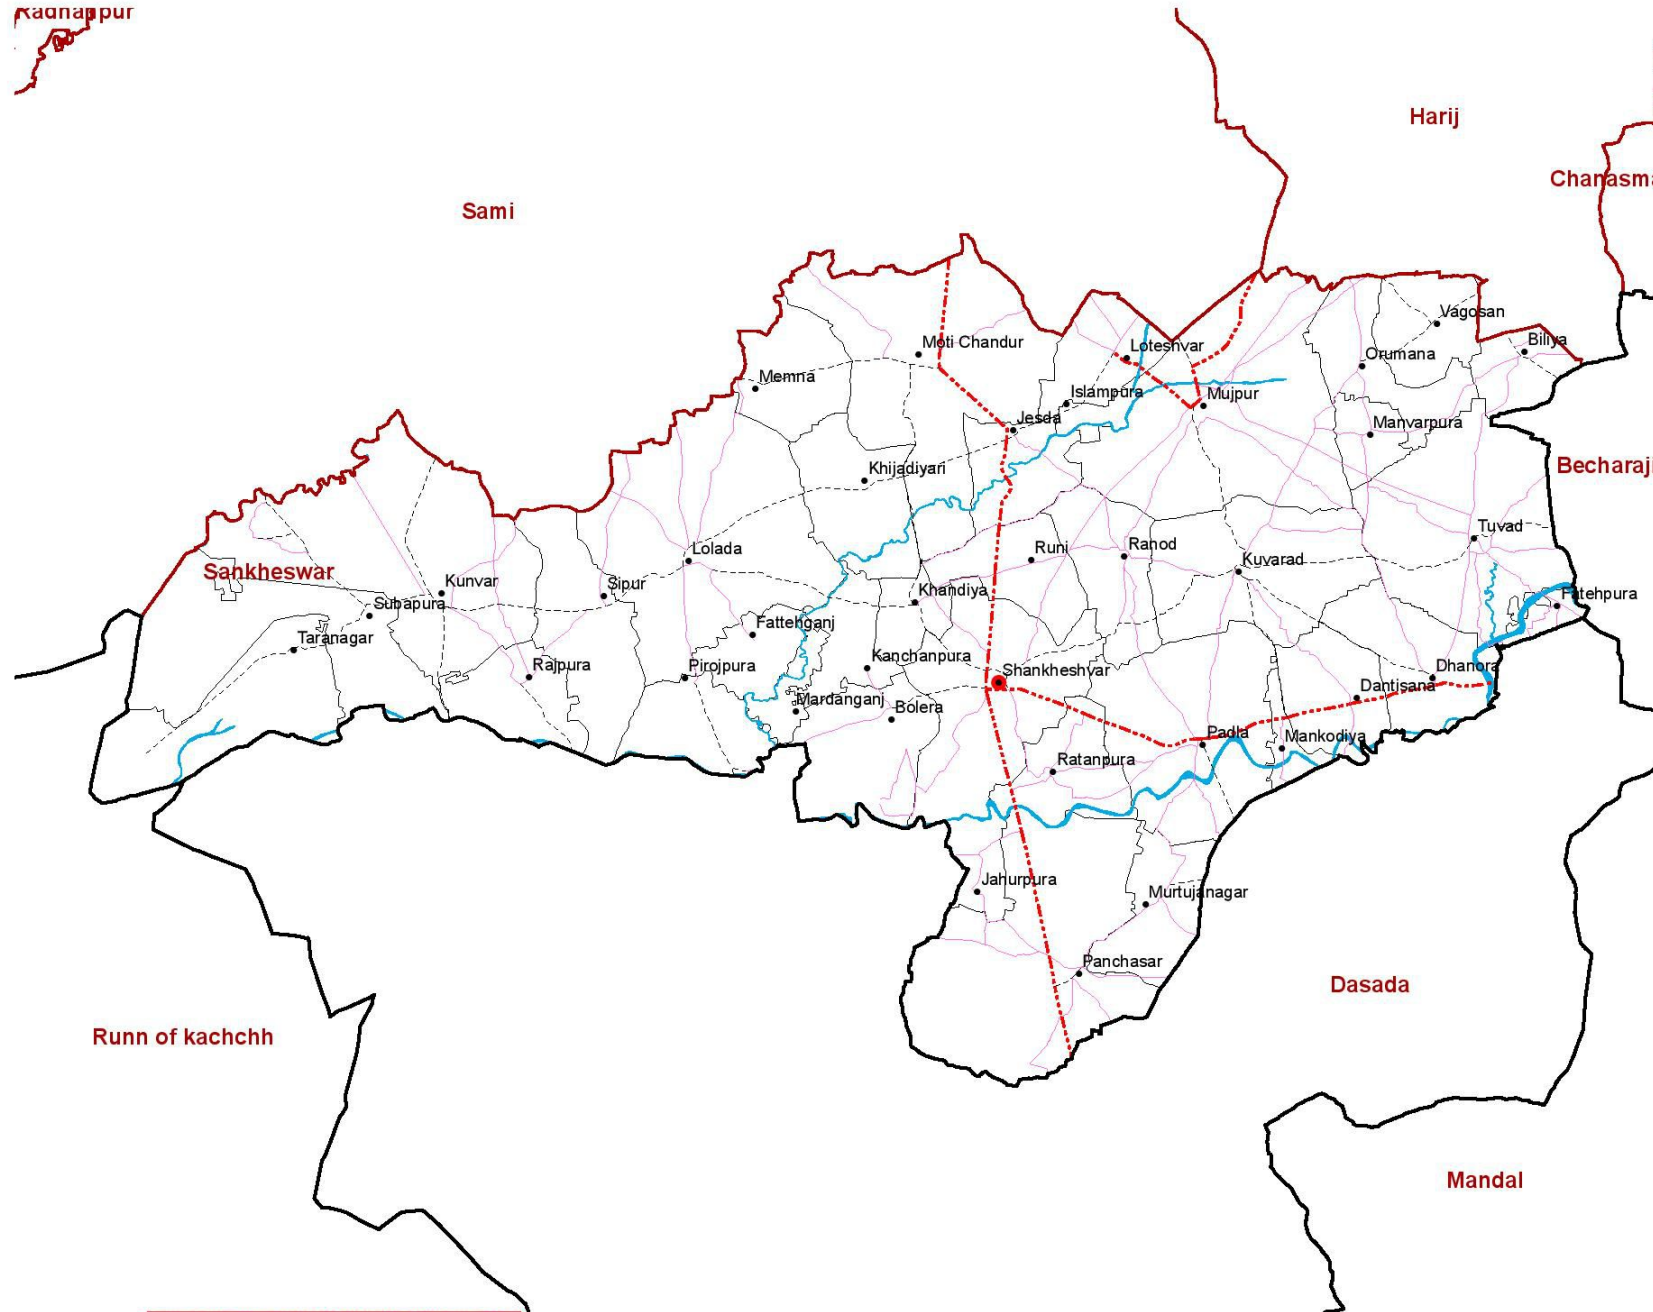 Radhanpur
Harij
Chanasma
Sami
Vagosan
Biliya
Moti Chandur
Loteshvar
Orumana
Memna
Islampura
Mujpur
Jesda
Manvarpura
Khijadiyari
Becharaji
Tuvad
Lolada
Runi
Ranod
Kuvarad
Sankheswar
Kunvar
Sipur
Khandiya
Fatehpura
Subapura
Fattehganj
Taranagar
Rajpura
Pirojpura
Kanchanpura
Shankheshvar
Dhanora
Dantisana
Mardanganj
Bolera
Padla
Mankodiya
Ratanpura
Jahurpura
Murtujanagar
Panchasar
Dasada
Runn of kachchh
Mandal